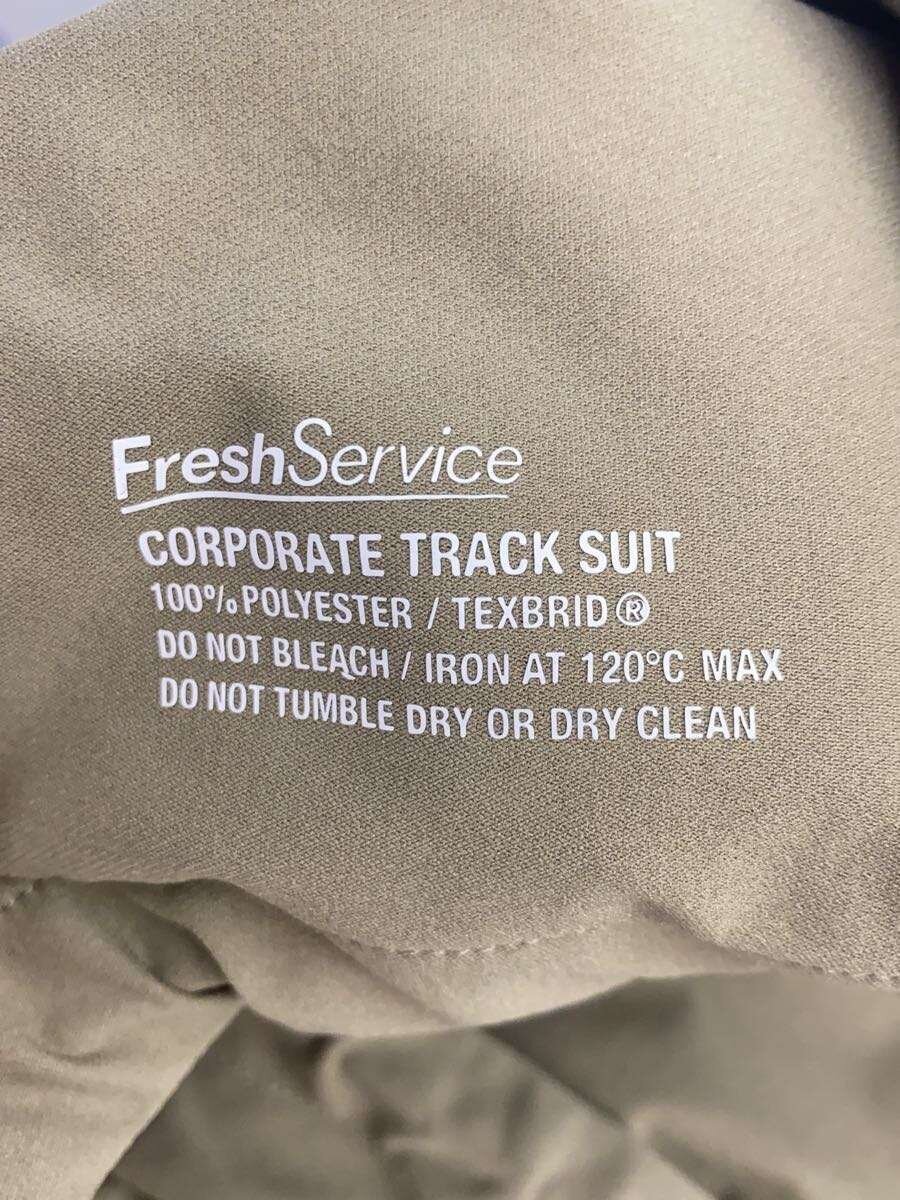 FreshService
CORPORATE TRACK SUIT
100% POLYESTER / TEXBRID®
DO NOT BLEACH / IRON AT 120°C MAX
DO NOT TUMBLE DRY OR DRY CLEAN